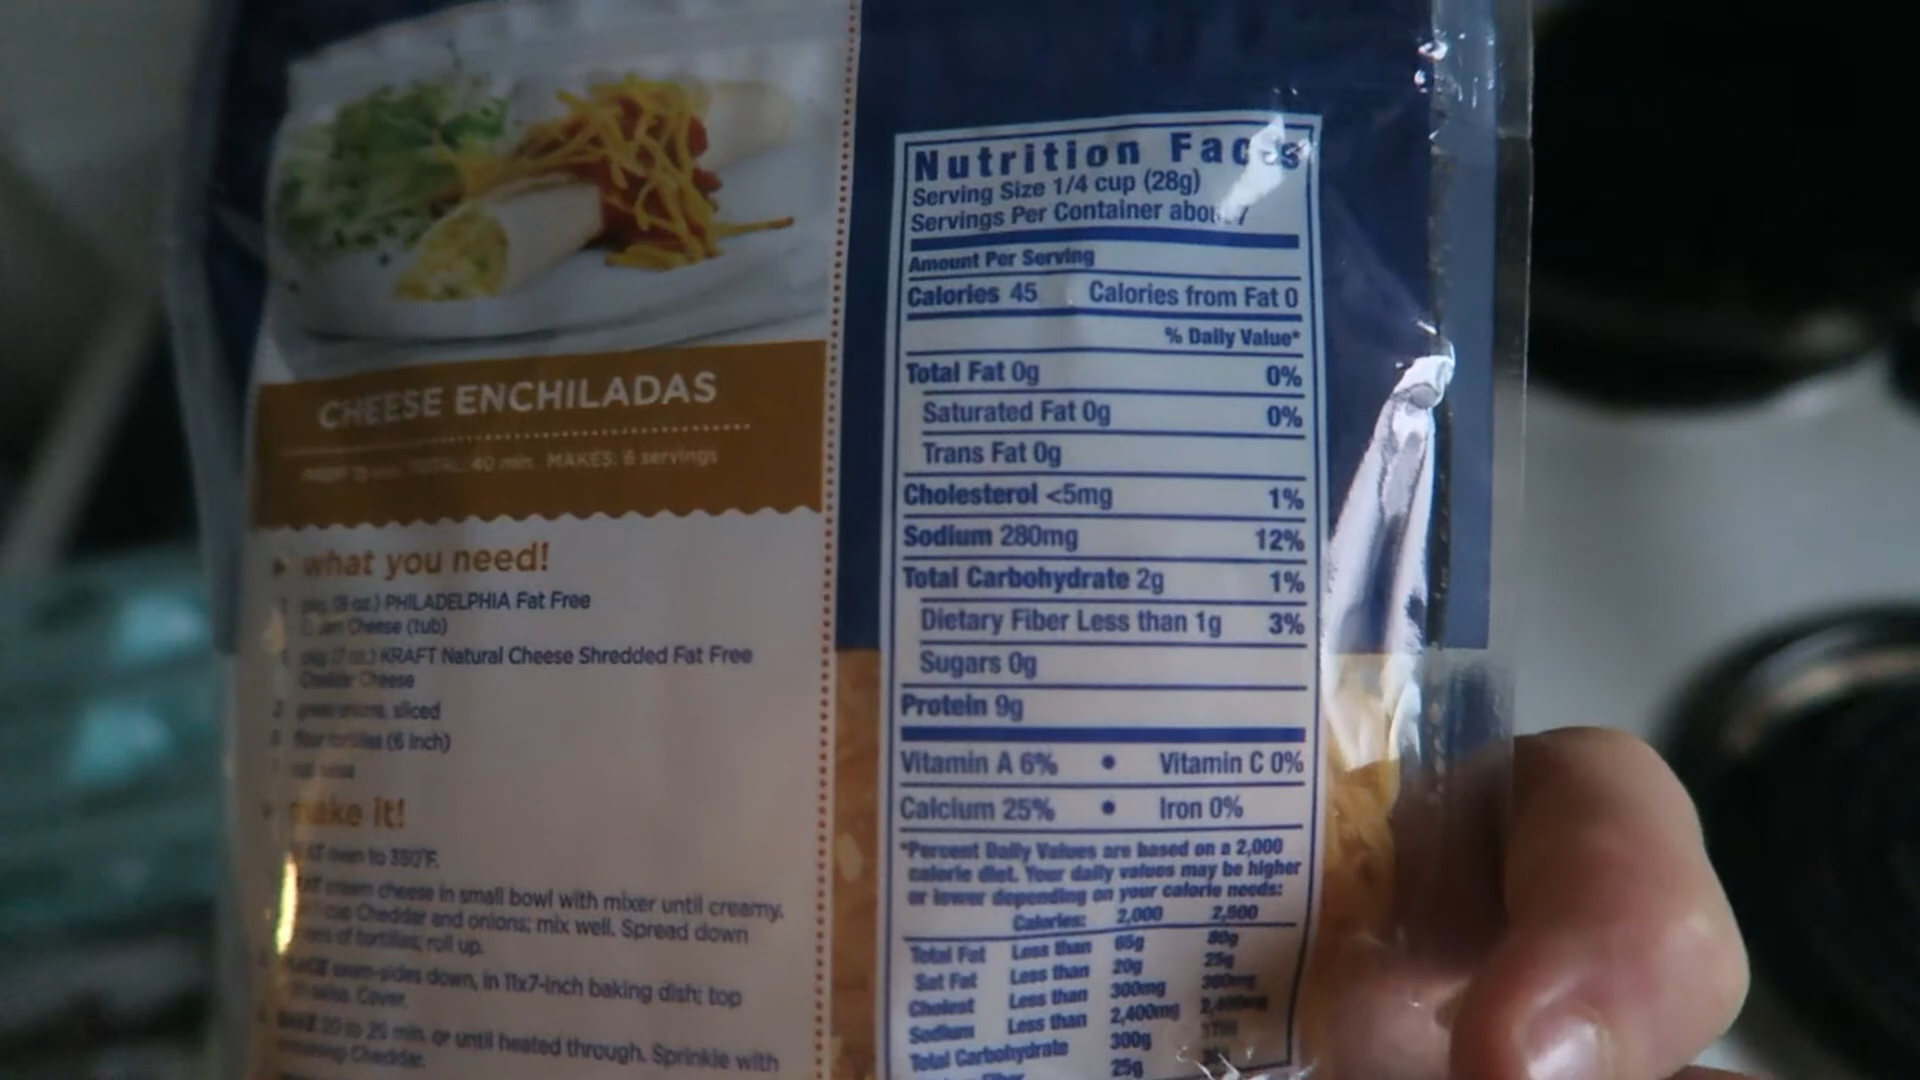 CHEESE ENCHILADAS
TOTAL: 40 min. MAKES: 6 servings
what you need!
pkg. (8 oz.) PHILADELPHIA Fat Free
Cheese (tub)
pkg (7 oz.) KRAFT Natural Cheese Shredded Fat Free
Cheddar Cheese
green onions, sliced
flour tortillas (6 inch)
make it!
oven to 350°F.
cream cheese in small bowl with mixer until creamy.
cup Cheddar and onions; mix well. Spread down
of tortillas; roll up.
seam-sides down, in 11x7-inch baking dish; top
Cover.
BAKE 20 to 25 min. or until heated through. Sprinkle with
remaining Cheddar.
Nutrition Facts
Serving Size 1/4 cup (28g)
Servings Per Container about 7
Amount Per Serving
Calories 45 Calories from Fat 0
% Daily Value*
Total Fat 0g 0%
Saturated Fat 0g 0%
Trans Fat 0g
Cholesterol <5mg 1%
Sodium 280mg 12%
Total Carbohydrate 2g 1%
Dietary Fiber Less than 1g 3%
Sugars 0g
Protein 9g
Vitamin A 6% • Vitamin C 0%
Calcium 25% • Iron 0%
*Percent Daily Values are based on a 2,000
calorie diet. Your daily values may be higher
or lower depending on your calorie needs:
Calories: 2,000 2,500
Total Fat Less than 65g 80g
Sat Fat Less than 20g 25g
Cholest Less than 300mg 300mg
Sodium Less than 2,400mg 2,400mg
Total Carbohydrate 300g
25g